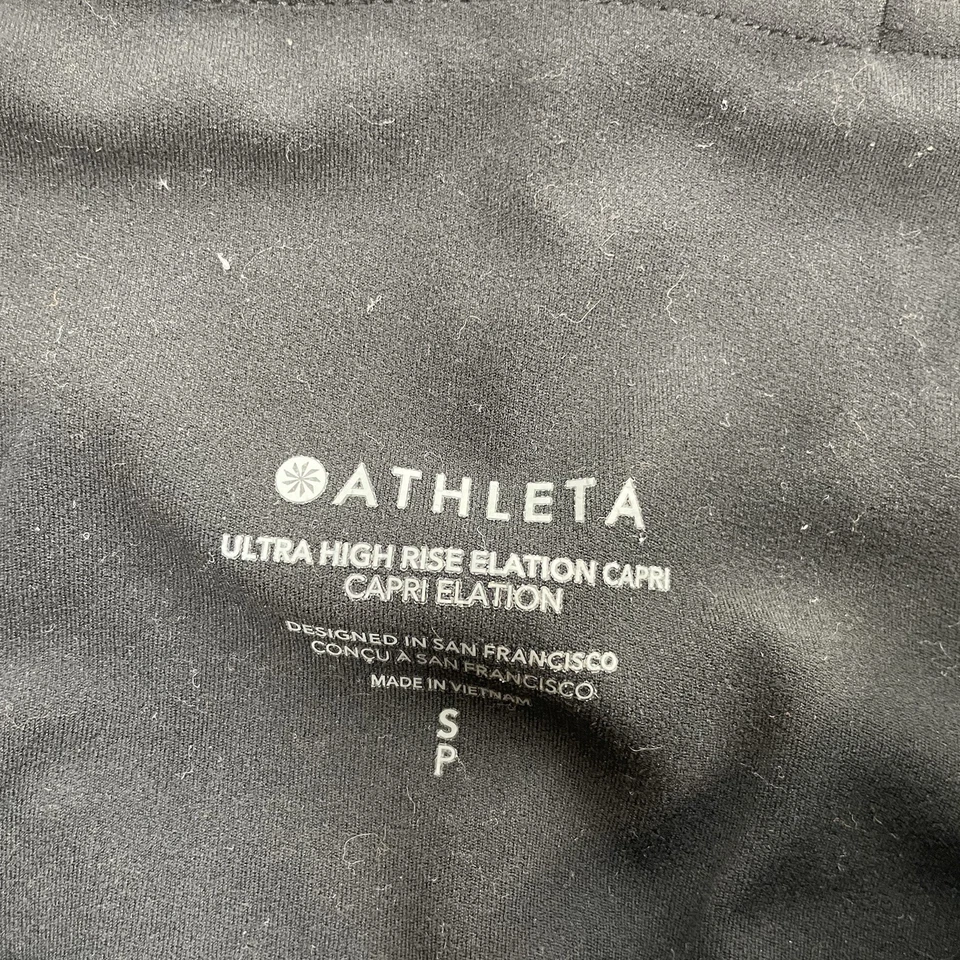 ATHLETA
ULTRA HIGH RISE ELATION CAPRI
CAPRI ELATION
DESIGNED IN SAN FRANCISCO
CONÇU À SAN FRANCISCO
MADE IN VIETNAM
S
P